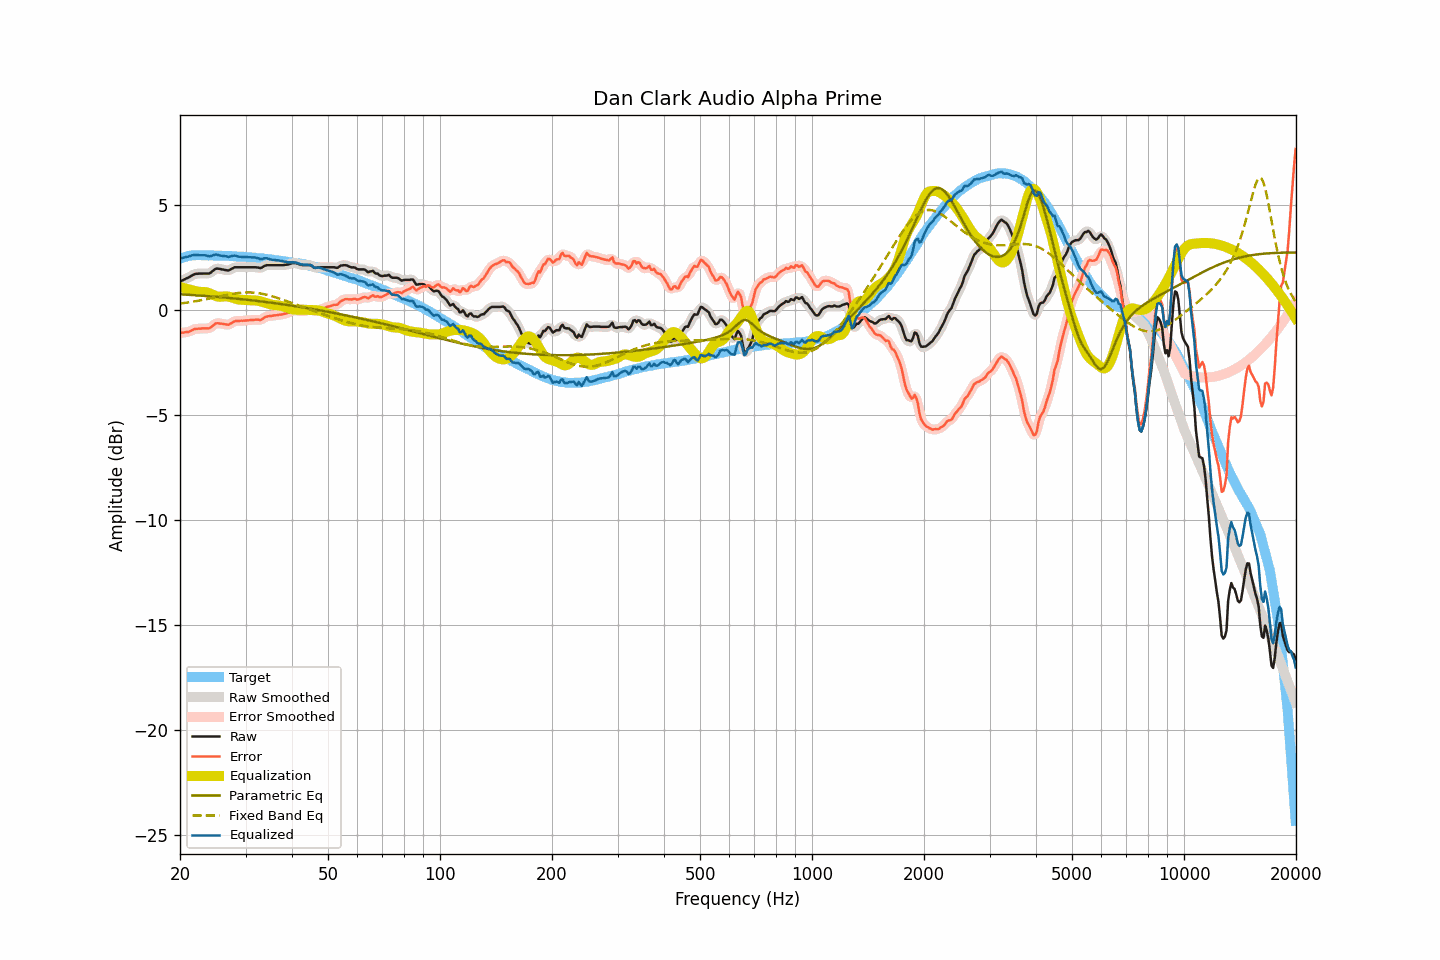 Dan Clark Audio Alpha Prime
5
0
−5
−10
−15
−20
−25
Amplitude (dBr)
Target
Raw Smoothed
Error Smoothed
Raw
Error
Equalization
Parametric Eq
Fixed Band Eq
Equalized
20 50 100 200 500 1000 2000 5000 10000 20000
Frequency (Hz)